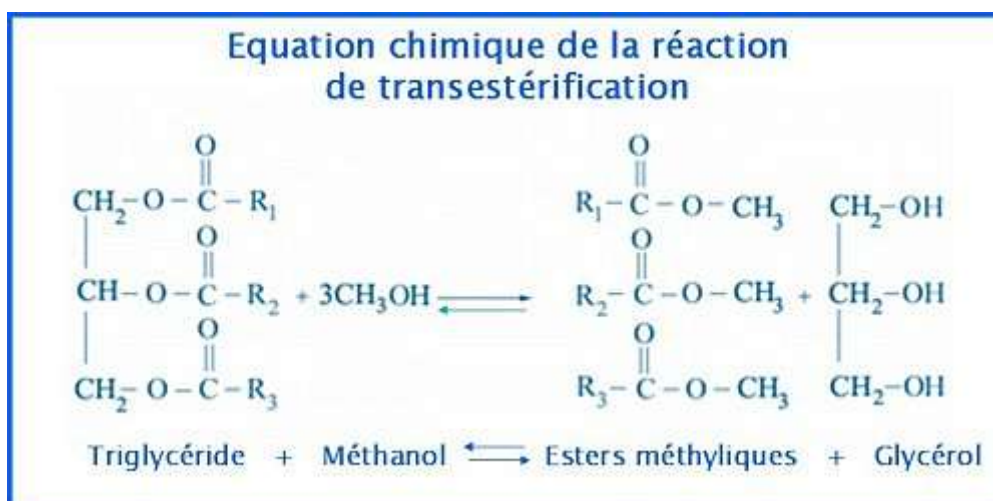 Equation chimique de la réaction
de transestérification
O O
CH₂–O–C–R₁ R₁–C–O–CH₃ CH₂–OH
O O
CH–O–C–R₂ + 3CH₃OH ⇌ R₂–C–O–CH₃ + CH₂–OH
O O
CH₂–O–C–R₃ R₃–C–O–CH₃ CH₂–OH
Triglycéride + Méthanol ⇌ Esters méthyliques + Glycérol